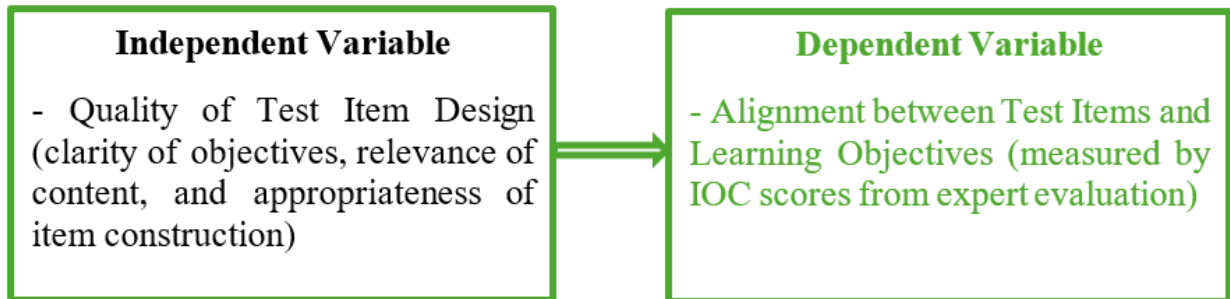 Independent Variable
- Quality of Test Item Design
(clarity of objectives, relevance of
content, and appropriateness of
item construction)
Dependent Variable
- Alignment between Test Items and
Learning Objectives (measured by
IOC scores from expert evaluation)